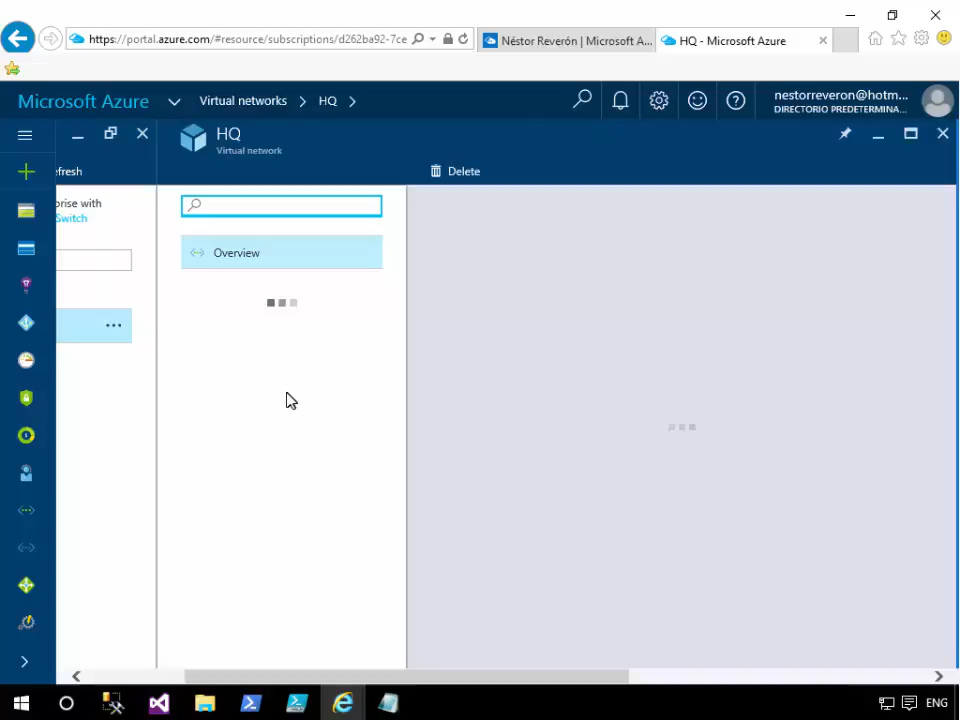 https://portal.azure.com/#resource/subscriptions/d262ba92-7ce
Néstor Reverón | Microsoft A...
HQ - Microsoft Azure
Microsoft Azure
Virtual networks
HQ
nestorreveron@hotm...
DIRECTORIO PREDETERMINA...
HQ
Virtual network
efresh
Delete
prise with
Switch
Overview
ENG